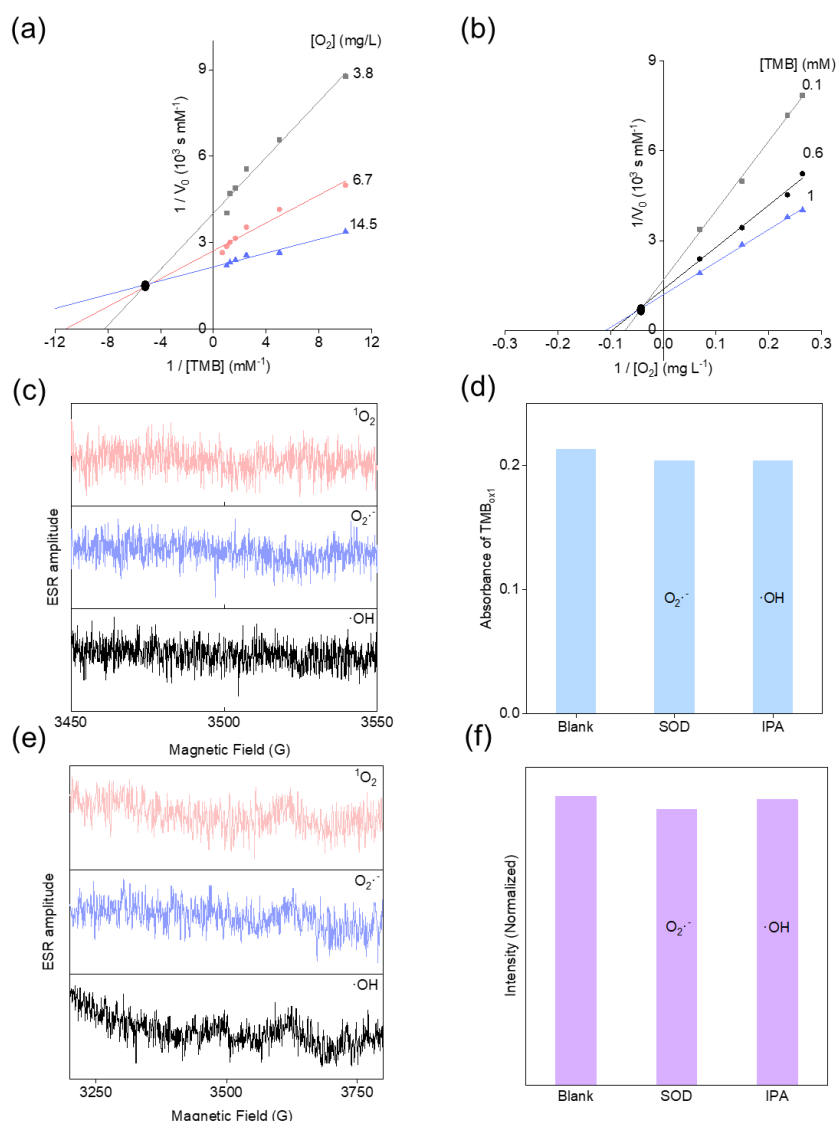 (a)
[O₂] (mg/L)
1 / V₀ (10³ s mM⁻¹)
9
6
3
0
3.8
6.7
14.5
-12 -8 -4 0 4 8 12
1 / [TMB] (mM⁻¹)
(b)
[TMB] (mM)
1/V₀ (10³ s mM⁻¹)
9
6
3
0
0.1
0.6
1
-0.3 -0.2 -0.1 0.0 0.1 0.2 0.3
1 / [O₂] (mg L⁻¹)
(c)
ESR amplitude
¹O₂
O₂·⁻
·OH
3450 3500 3550
Magnetic Field (G)
(d)
Absorbance of TMBₒₓ₁
0.2
0.1
0.0
O₂·⁻
·OH
Blank SOD IPA
(e)
ESR amplitude
¹O₂
O₂·⁻
·OH
3250 3500 3750
Magnetic Field (G)
(f)
Intensity (Normalized)
O₂·⁻
·OH
Blank SOD IPA